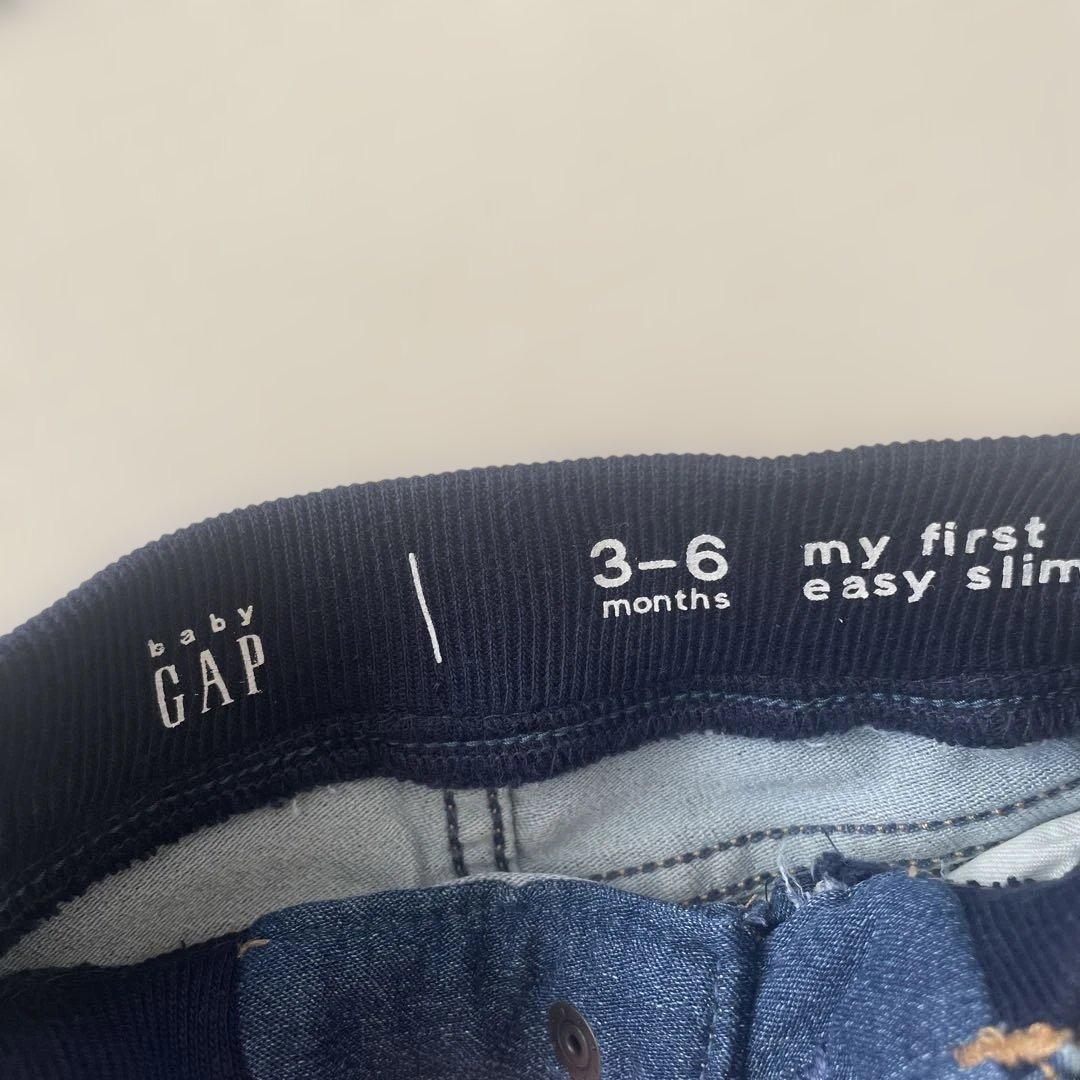 baby
GAP
3–6
months
my first
easy slim